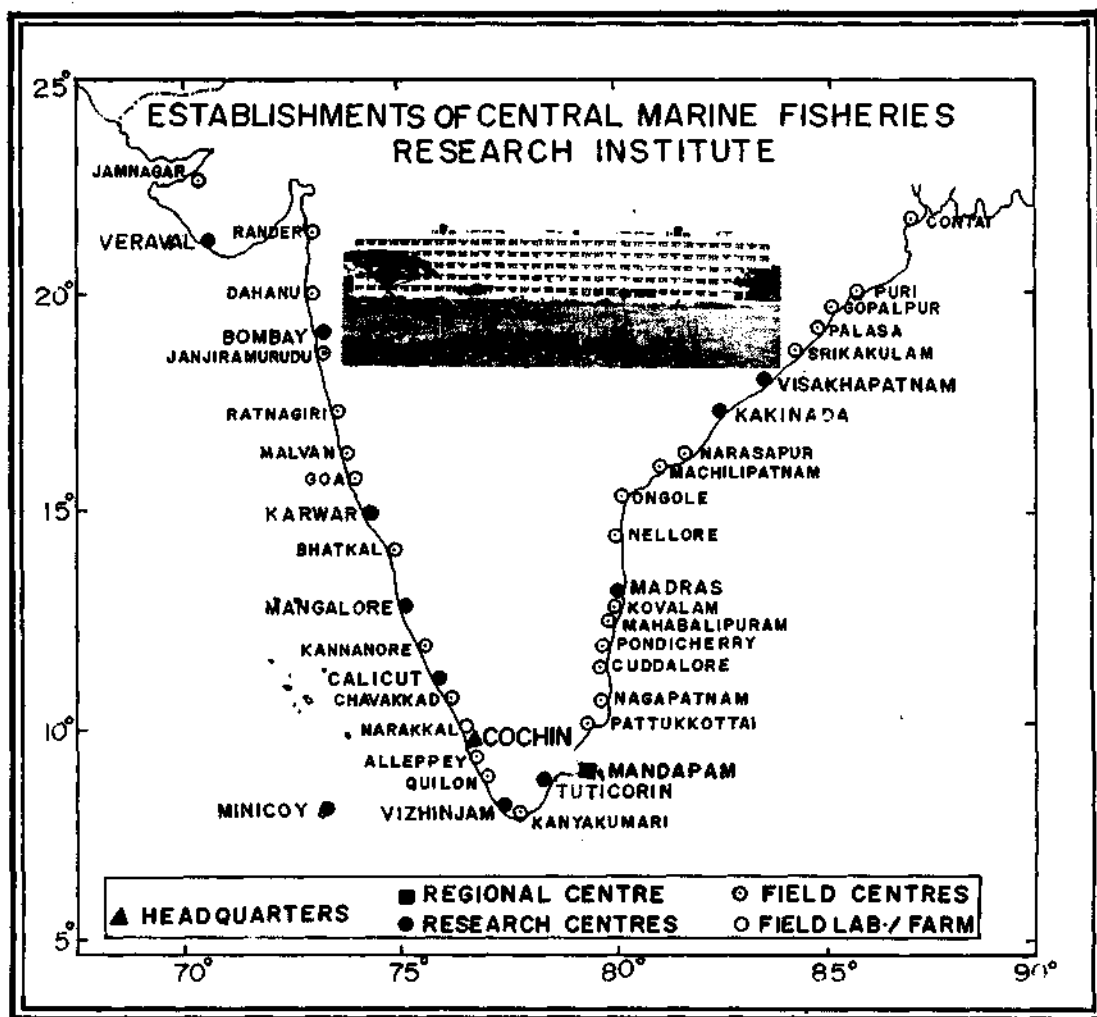 25°
ESTABLISHMENTS OF CENTRAL MARINE FISHERIES
RESEARCH INSTITUTE
JAMNAGAR
VERAVAL
RANDER
CONTAI
20°
DAHANU
PURI
GOPALPUR
PALASA
BOMBAY
JANJIRAMURUDU
SRIKAKULAM
VISAKHAPATNAM
RATNAGIRI
KAKINADA
MALVAN
NARASAPUR
MACHILIPATNAM
GOA
ONGOLE
15°
KARWAR
NELLORE
BHATKAL
MADRAS
MANGALORE
KOVALAM
MAHABALIPURAM
KANNANORE
PONDICHERRY
CUDDALORE
CALICUT
CHAVAKKAD
NAGAPATNAM
10°
NARAKKAL
COCHIN
PATTUKKOTTAI
ALLEPPEY
MANDAPAM
QUILON
TUTICORIN
MINICOY
VIZHINJAM
KANYAKUMARI
REGIONAL CENTRE
FIELD CENTRES
HEADQUARTERS
RESEARCH CENTRES
FIELD LAB·/ FARM
5°
70°
75°
80°
85°
90°